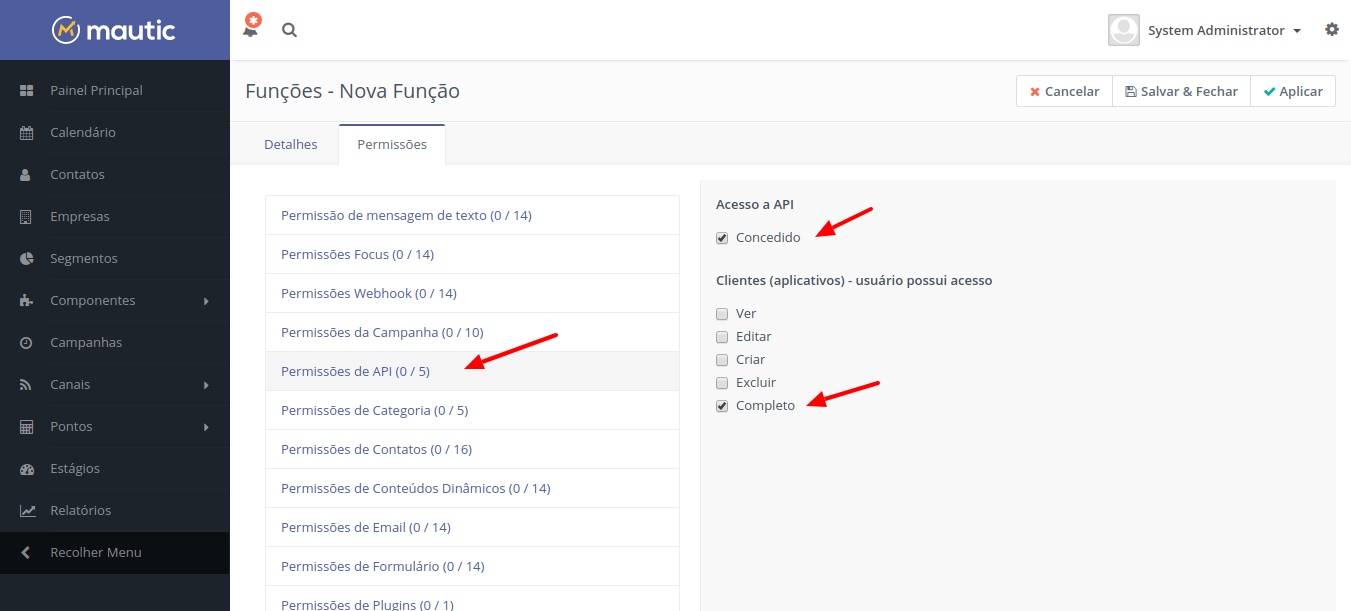 mautic
System Administrator
Painel Principal
Calendário
Contatos
Empresas
Segmentos
Componentes
Campanhas
Canais
Pontos
Estágios
Relatórios
Recolher Menu
Funções - Nova Função
Cancelar
Salvar & Fechar
Aplicar
Detalhes
Permissões
Permissão de mensagem de texto (0 / 14)
Permissões Focus (0 / 14)
Permissões Webhook (0 / 14)
Permissões da Campanha (0 / 10)
Permissões de API (0 / 5)
Permissões de Categoria (0 / 5)
Permissões de Contatos (0 / 16)
Permissões de Conteúdos Dinâmicos (0 / 14)
Permissões de Email (0 / 14)
Permissões de Formulário (0 / 14)
Permissões de Plugins (0 / 1)
Acesso a API
Concedido
Clientes (aplicativos) - usuário possui acesso
Ver
Editar
Criar
Excluir
Completo